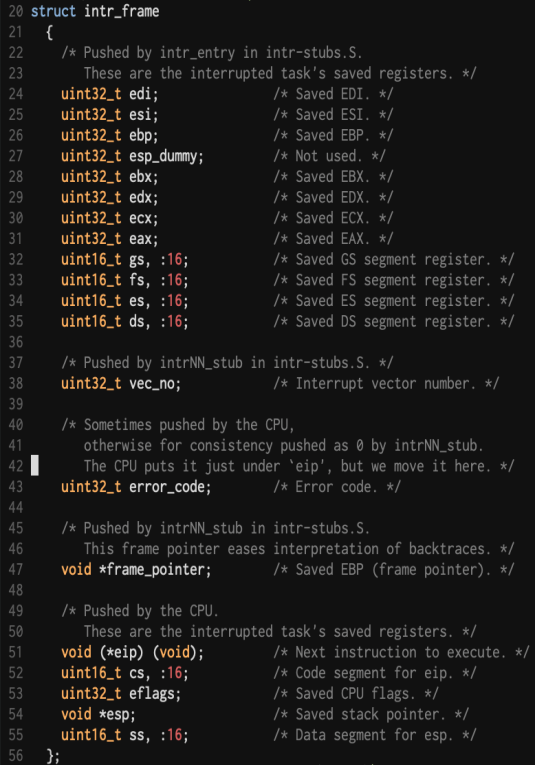 20 struct intr_frame
21   {
22     /* Pushed by intr_entry in intr-stubs.S.
23        These are the interrupted task's saved registers. */
24     uint32_t edi;               /* Saved EDI. */
25     uint32_t esi;               /* Saved ESI. */
26     uint32_t ebp;               /* Saved EBP. */
27     uint32_t esp_dummy;         /* Not used. */
28     uint32_t ebx;               /* Saved EBX. */
29     uint32_t edx;               /* Saved EDX. */
30     uint32_t ecx;               /* Saved ECX. */
31     uint32_t eax;               /* Saved EAX. */
32     uint16_t gs, :16;           /* Saved GS segment register. */
33     uint16_t fs, :16;           /* Saved FS segment register. */
34     uint16_t es, :16;           /* Saved ES segment register. */
35     uint16_t ds, :16;           /* Saved DS segment register. */
36
37     /* Pushed by intrNN_stub in intr-stubs.S. */
38     uint32_t vec_no;            /* Interrupt vector number. */
39
40     /* Sometimes pushed by the CPU,
41        otherwise for consistency pushed as 0 by intrNN_stub.
42        The CPU puts it just under `eip', but we move it here. */
43     uint32_t error_code;        /* Error code. */
44
45     /* Pushed by intrNN_stub in intr-stubs.S.
46        This frame pointer eases interpretation of backtraces. */
47     void *frame_pointer;        /* Saved EBP (frame pointer). */
48
49     /* Pushed by the CPU.
50        These are the interrupted task's saved registers. */
51     void (*eip) (void);         /* Next instruction to execute. */
52     uint16_t cs, :16;           /* Code segment for eip. */
53     uint32_t eflags;            /* Saved CPU flags. */
54     void *esp;                  /* Saved stack pointer. */
55     uint16_t ss, :16;           /* Data segment for esp. */
56   };